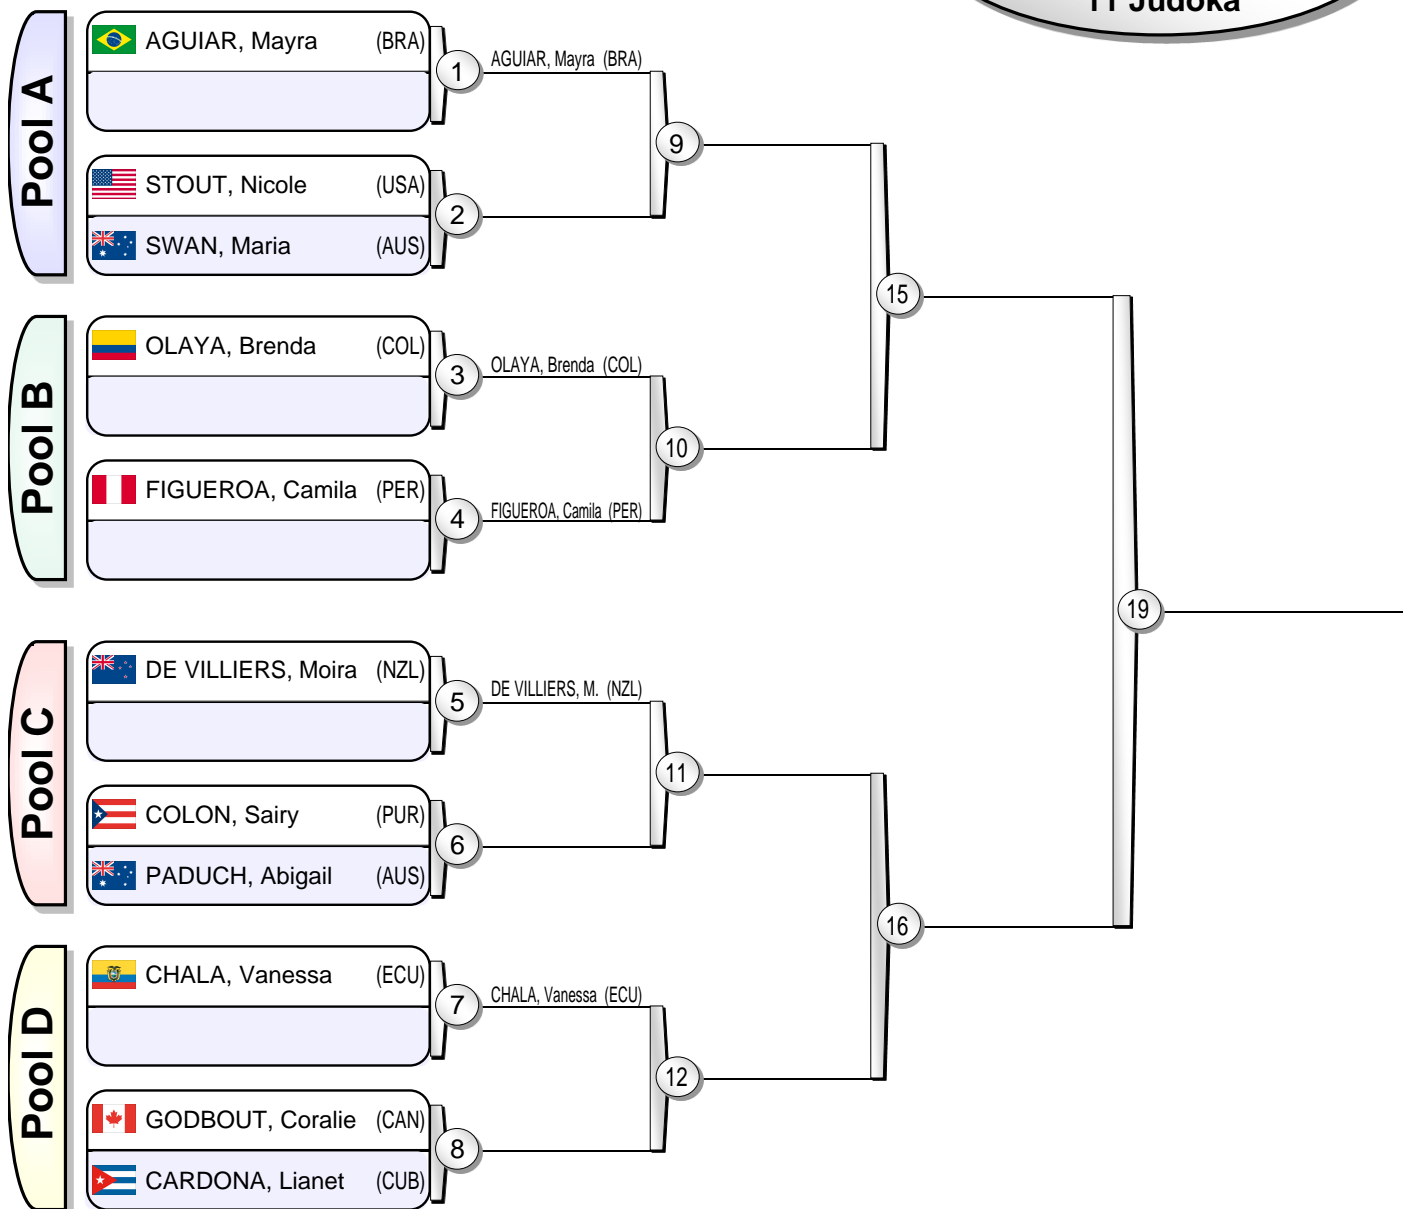 11 Judoka
Pool A
AGUIAR, Mayra (BRA)
1
AGUIAR, Mayra (BRA)
9
STOUT, Nicole (USA)
2
SWAN, Maria (AUS)
15
Pool B
OLAYA, Brenda (COL)
3
OLAYA, Brenda (COL)
10
FIGUEROA, Camila (PER)
4
FIGUEROA, Camila (PER)
19
Pool C
DE VILLIERS, Moira (NZL)
5
DE VILLIERS, M. (NZL)
11
COLON, Sairy (PUR)
6
PADUCH, Abigail (AUS)
16
Pool D
CHALA, Vanessa (ECU)
7
CHALA, Vanessa (ECU)
12
GODBOUT, Coralie (CAN)
8
CARDONA, Lianet (CUB)